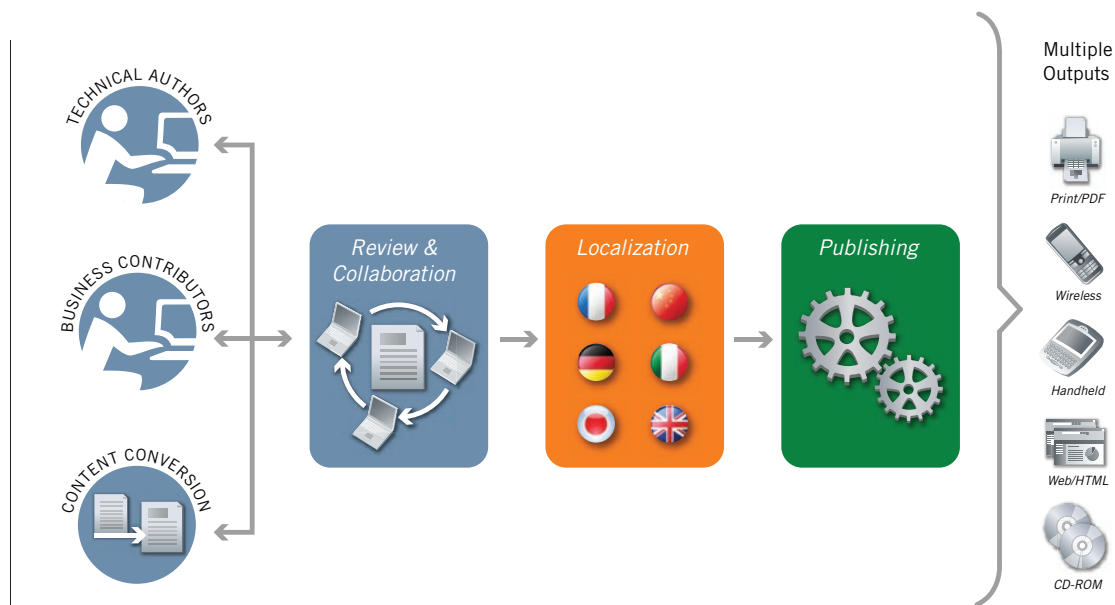 TECHNICAL AUTHORS
BUSINESS CONTRIBUTORS
CONTENT CONVERSION
Review &
Collaboration
Localization
Publishing
Multiple
Outputs
Print/PDF
Wireless
Handheld
Web/HTML
CD-ROM